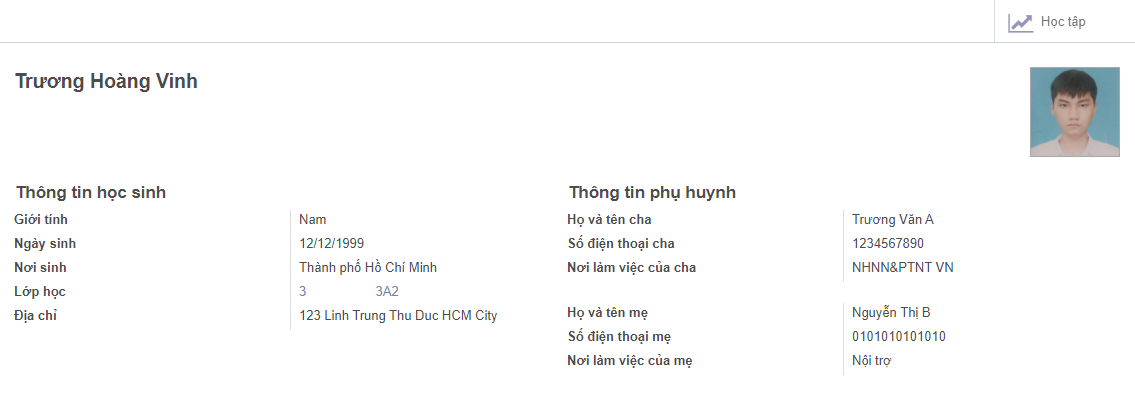 Học tập
Trương Hoàng Vinh
Thông tin học sinh
Giới tính Nam
Ngày sinh 12/12/1999
Nơi sinh Thành phố Hồ Chí Minh
Lớp học 3 3A2
Địa chỉ 123 Linh Trung Thu Duc HCM City
Thông tin phụ huynh
Họ và tên cha Trương Văn A
Số điện thoại cha 1234567890
Nơi làm việc của cha NHNN&PTNT VN
Họ và tên mẹ Nguyễn Thị B
Số điện thoại mẹ 0101010101010
Nơi làm việc của mẹ Nội trợ